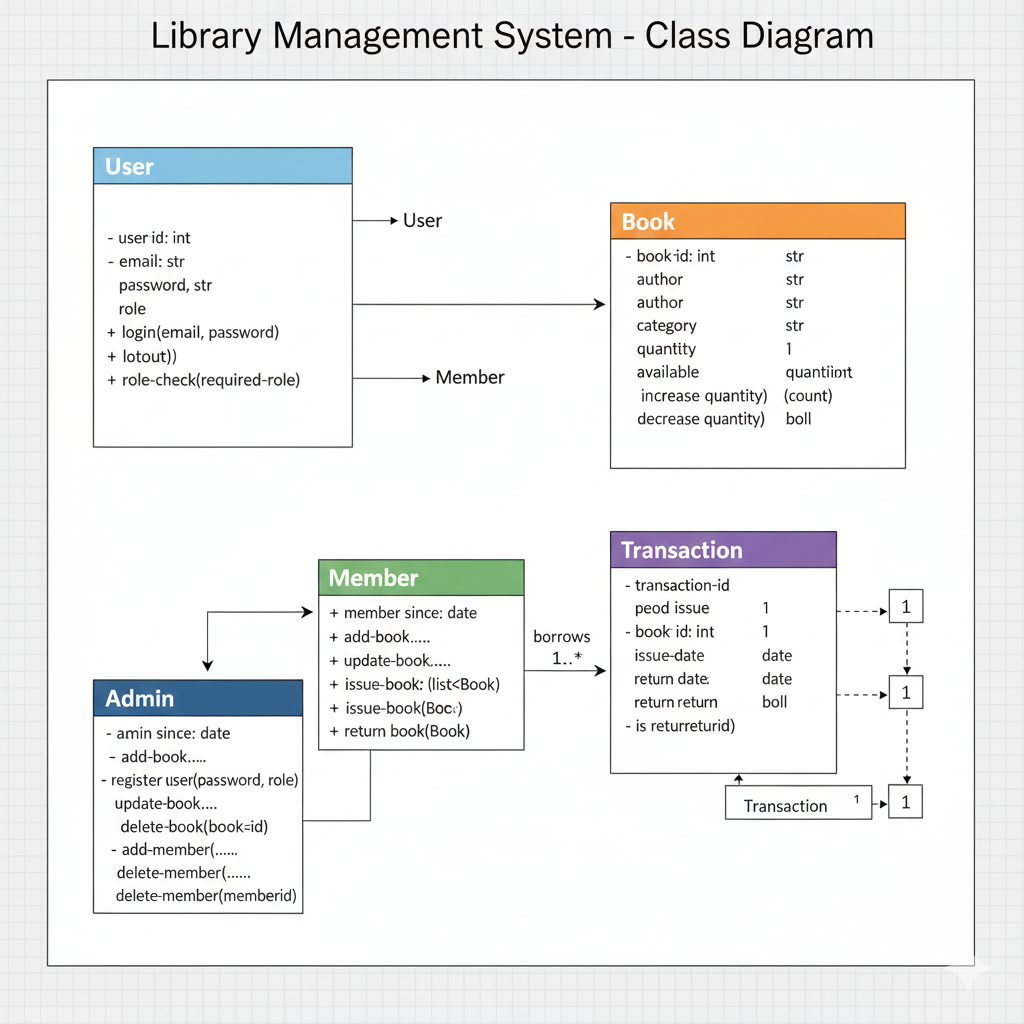 Library Management System - Class Diagram
User
- user id: int
- email: str
password, str
role
+ login(email, password)
+ lotout))
+ role-check(required-role)
User
Member
Book
- book-id: int str
author str
author str
category str
quantity 1
available
increase quantity) (count)
decrease quantity) boll
Member
+ member since: date
+ add-book.....
+ update-book.....
+ issue-book: (list<Book)
+ issue-book(
+ return book(Book)
borrows
1..*
Transaction
- transaction-id
peod issue 1
- book id: int 1
issue-date date
return date: date
return return boll
- is returreturid)
1
1
1
Transaction 1
Admin
- amin since: date
- add-book.....
- register user(password, role)
update-book....
delete-book(book=id)
- add-member(......
delete-member(......
delete-member(memberid)